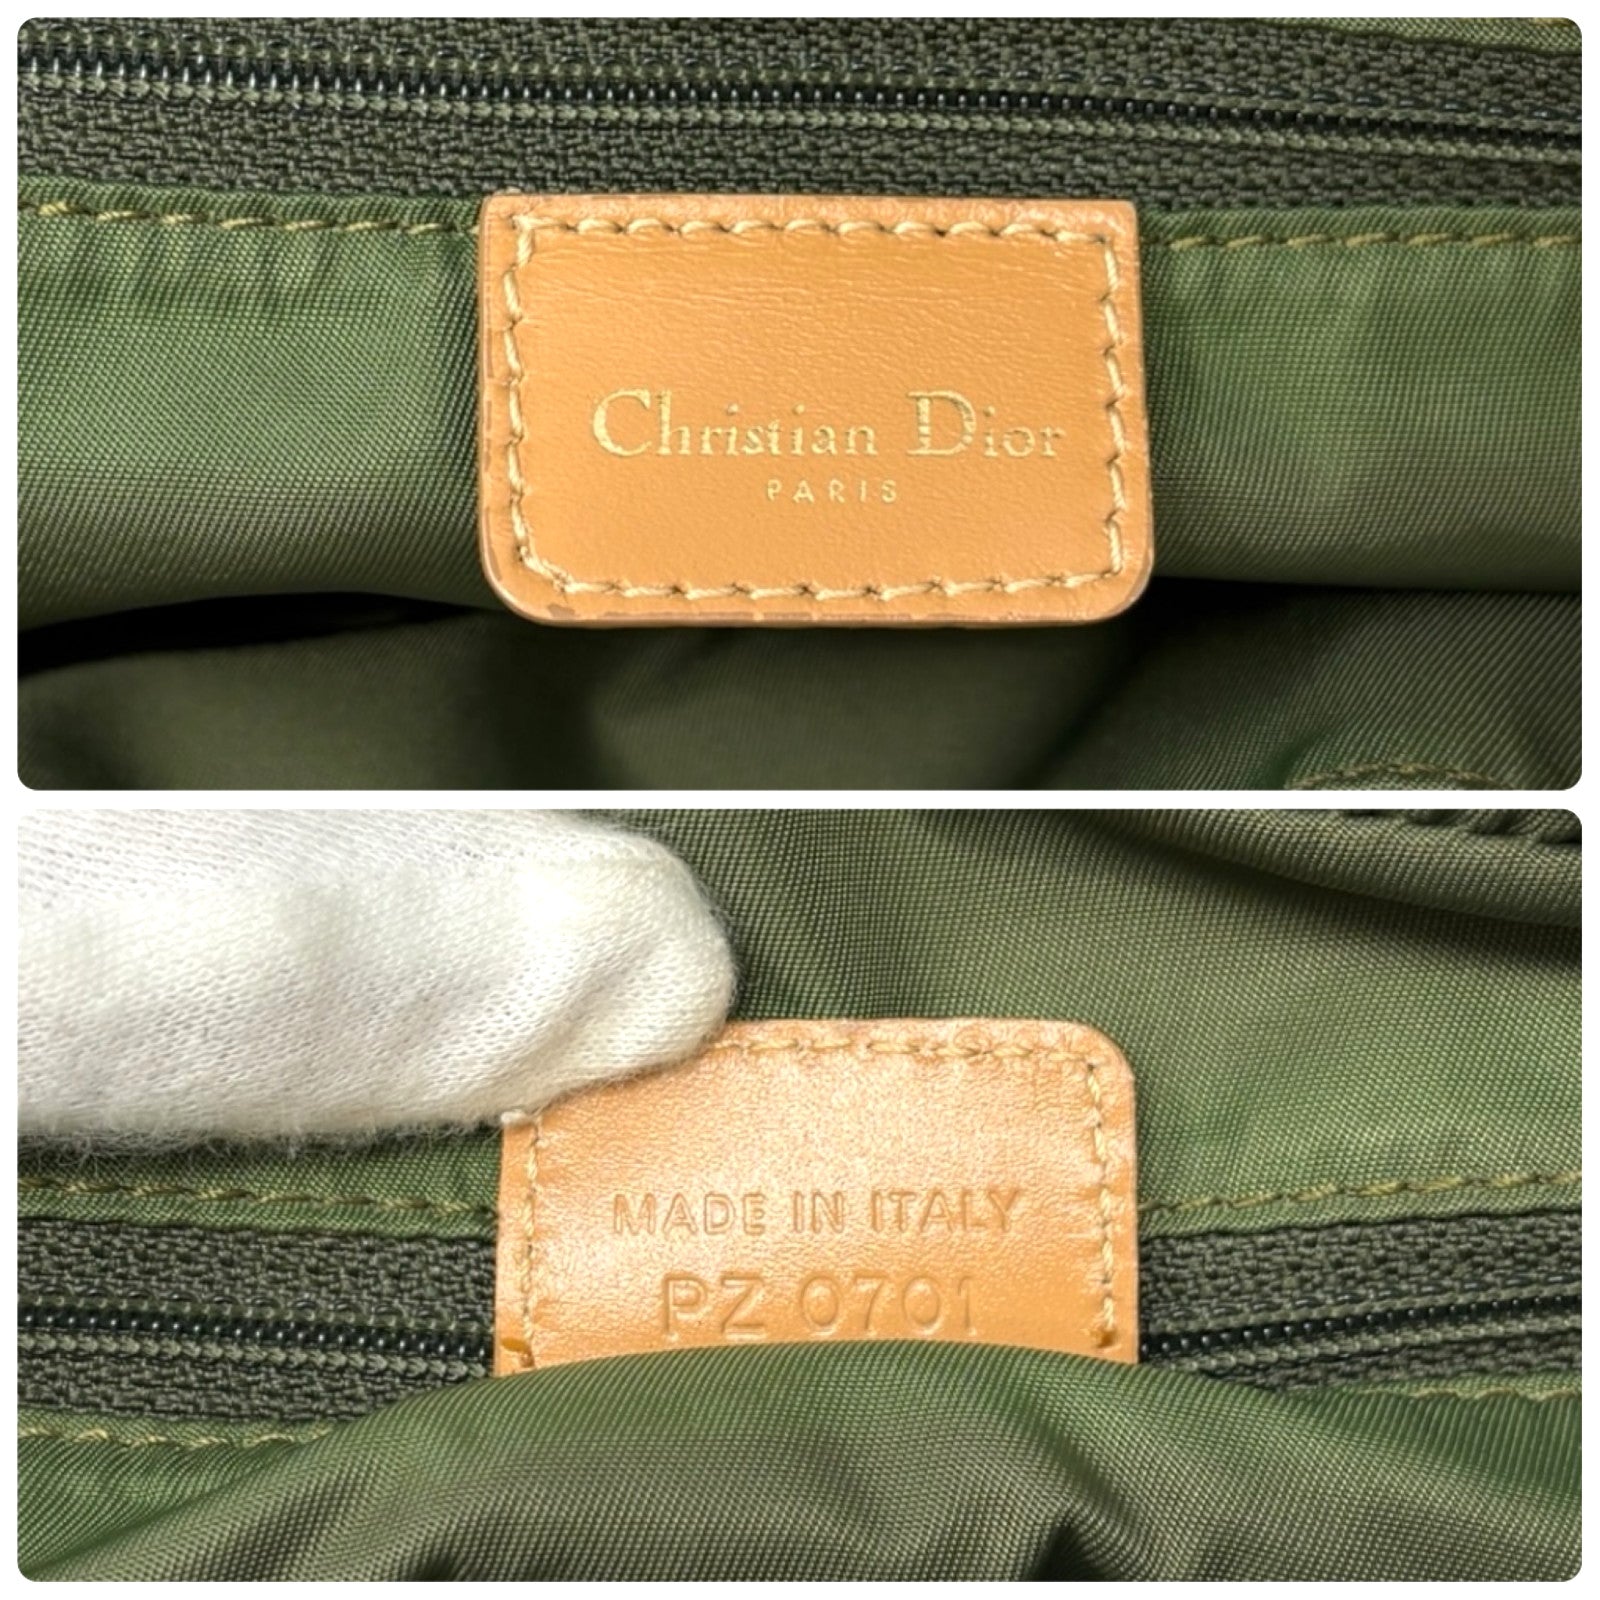 Christian Dior
PARIS
MADE IN ITALY
PZ 0701